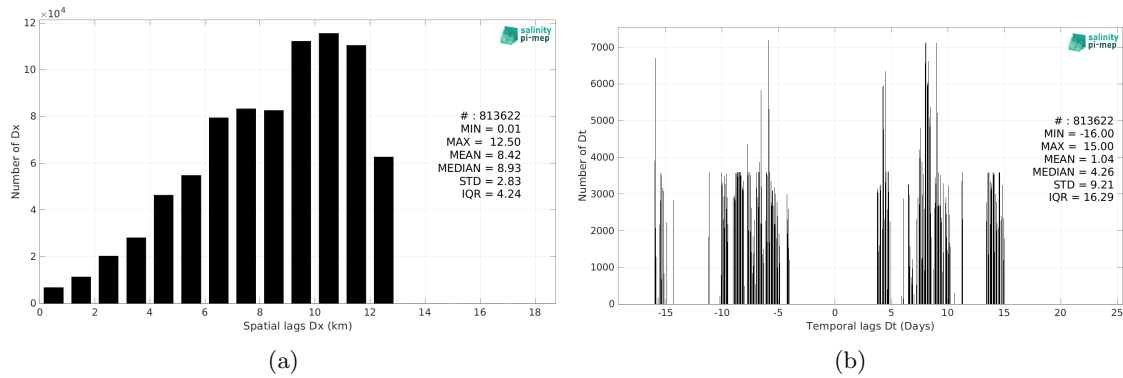 ×10⁴
12
10
8
6
4
2
0
0 2 4 6 8 10 12 14 16 18
Number of Dx
Spatial lags Dx (km)
salinity
pi-mep
# : 813622
MIN = 0.01
MAX = 12.50
MEAN = 8.42
MEDIAN = 8.93
STD = 2.83
IQR = 4.24
(a)
7000
6000
5000
4000
3000
2000
1000
0
-15 -10 -5 0 5 10 15 20 25
Number of Dt
Temporal lags Dt (Days)
salinity
pi-mep
# : 813622
MIN = -16.00
MAX = 15.00
MEAN = 1.04
MEDIAN = 4.26
STD = 9.21
IQR = 16.29
(b)